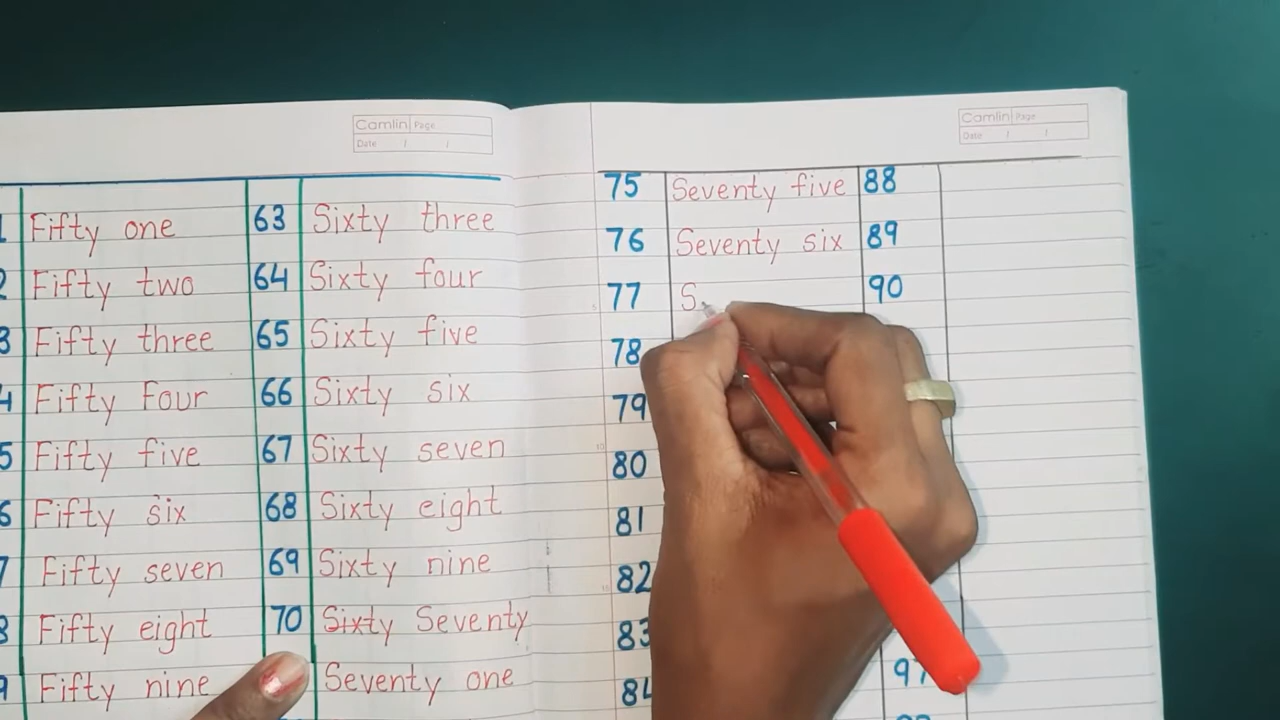 Camlin Page
Date / /
Fifty one 63 Sixty three
Fifty two 64 Sixty four
Fifty three 65 Sixty five
Fifty Four 66 Sixty six
Fifty five 67 Sixty seven
Fifty six 68 Sixty eight
Fifty seven 69 Sixty nine
Fifty eight 70 Sixty Seventy
Fifty nine Seventy one
Camlin Page
Date / /
75 Seventy five 88
76 Seventy six 89
77 S 90
78
79
80
81
82
83
84
97